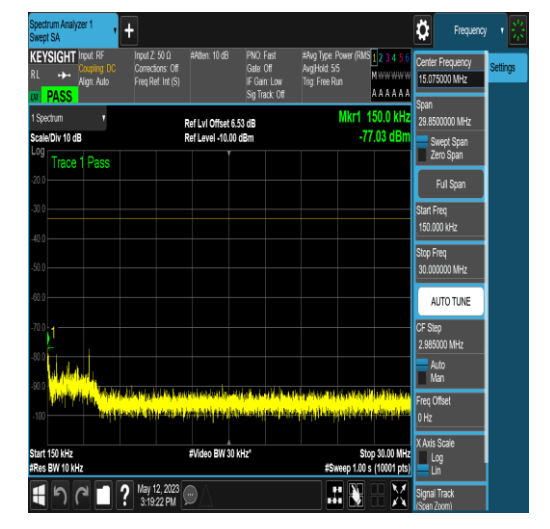 Spectrum Analyzer 1
Swept SA
+
Frequency
KEYSIGHT
Input: RF
Input Z: 50 Ω
#Atten: 10 dB
PNO: Fast
#Avg Type: Power (RMS
1 2 3 4 5 6
RL
Coupling: DC
Corrections: Off
Gate: Off
Avg|Hold: 5/5
M W W W W W
Align: Auto
Freq Ref: Int (S)
IF Gain: Low
Trig: Free Run
Sig Track: Off
A A A A A A
PASS
1 Spectrum
Ref Lvl Offset 6.53 dB
Mkr1 150.0 kHz
Scale/Div 10 dB
Ref Level -10.00 dBm
-77.03 dBm
Log
Trace 1 Pass
-20.0
-30.0
-40.0
-50.0
-60.0
-70.0
1
-80.0
-90.0
-100
Start 150 kHz
#Video BW 30 kHz*
Stop 30.00 MHz
#Res BW 10 kHz
#Sweep 1.00 s (10001 pts)
?
May 12, 2023
3:19:22 PM
Settings
Center Frequency
15.075000 MHz
Span
29.8500000 MHz
Swept Span
Zero Span
Full Span
Start Freq
150.000 kHz
Stop Freq
30.000000 MHz
AUTO TUNE
CF Step
2.985000 MHz
Auto
Man
Freq Offset
0 Hz
X Axis Scale
Log
Lin
Signal Track
(Span Zoom)